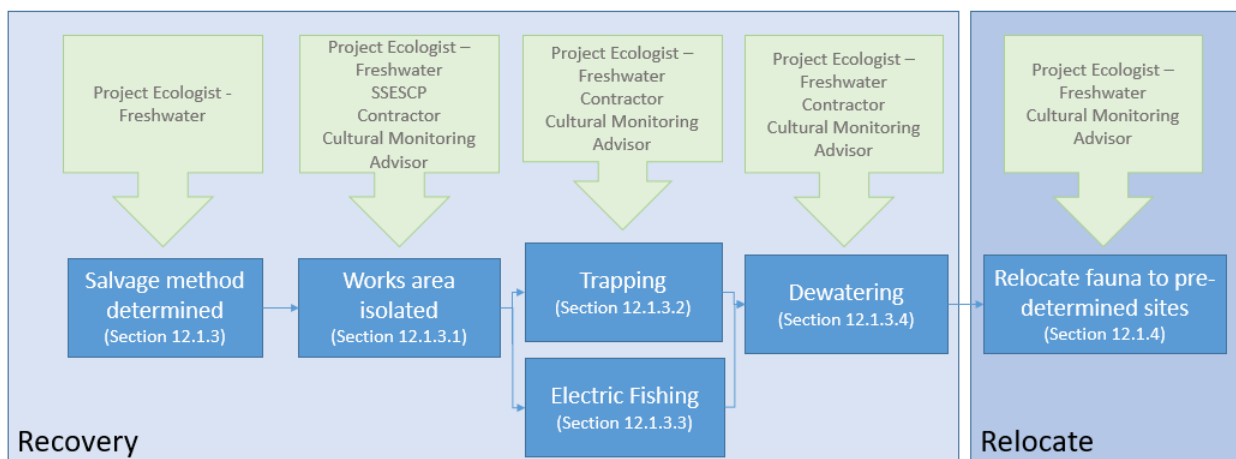 Project Ecologist -
Freshwater
Project Ecologist –
Freshwater
SSESCP
Contractor
Cultural Monitoring
Advisor
Project Ecologist –
Freshwater
Contractor
Cultural Monitoring
Advisor
Project Ecologist –
Freshwater
Contractor
Cultural Monitoring
Advisor
Project Ecologist –
Freshwater
Cultural Monitoring
Advisor
Salvage method
determined
(Section 12.1.3)
Works area
isolated
(Section 12.1.3.1)
Trapping
(Section 12.1.3.2)
Electric Fishing
(Section 12.1.3.3)
Dewatering
(Section 12.1.3.4)
Relocate fauna to pre-
determined sites
(Section 12.1.4)
Recovery
Relocate